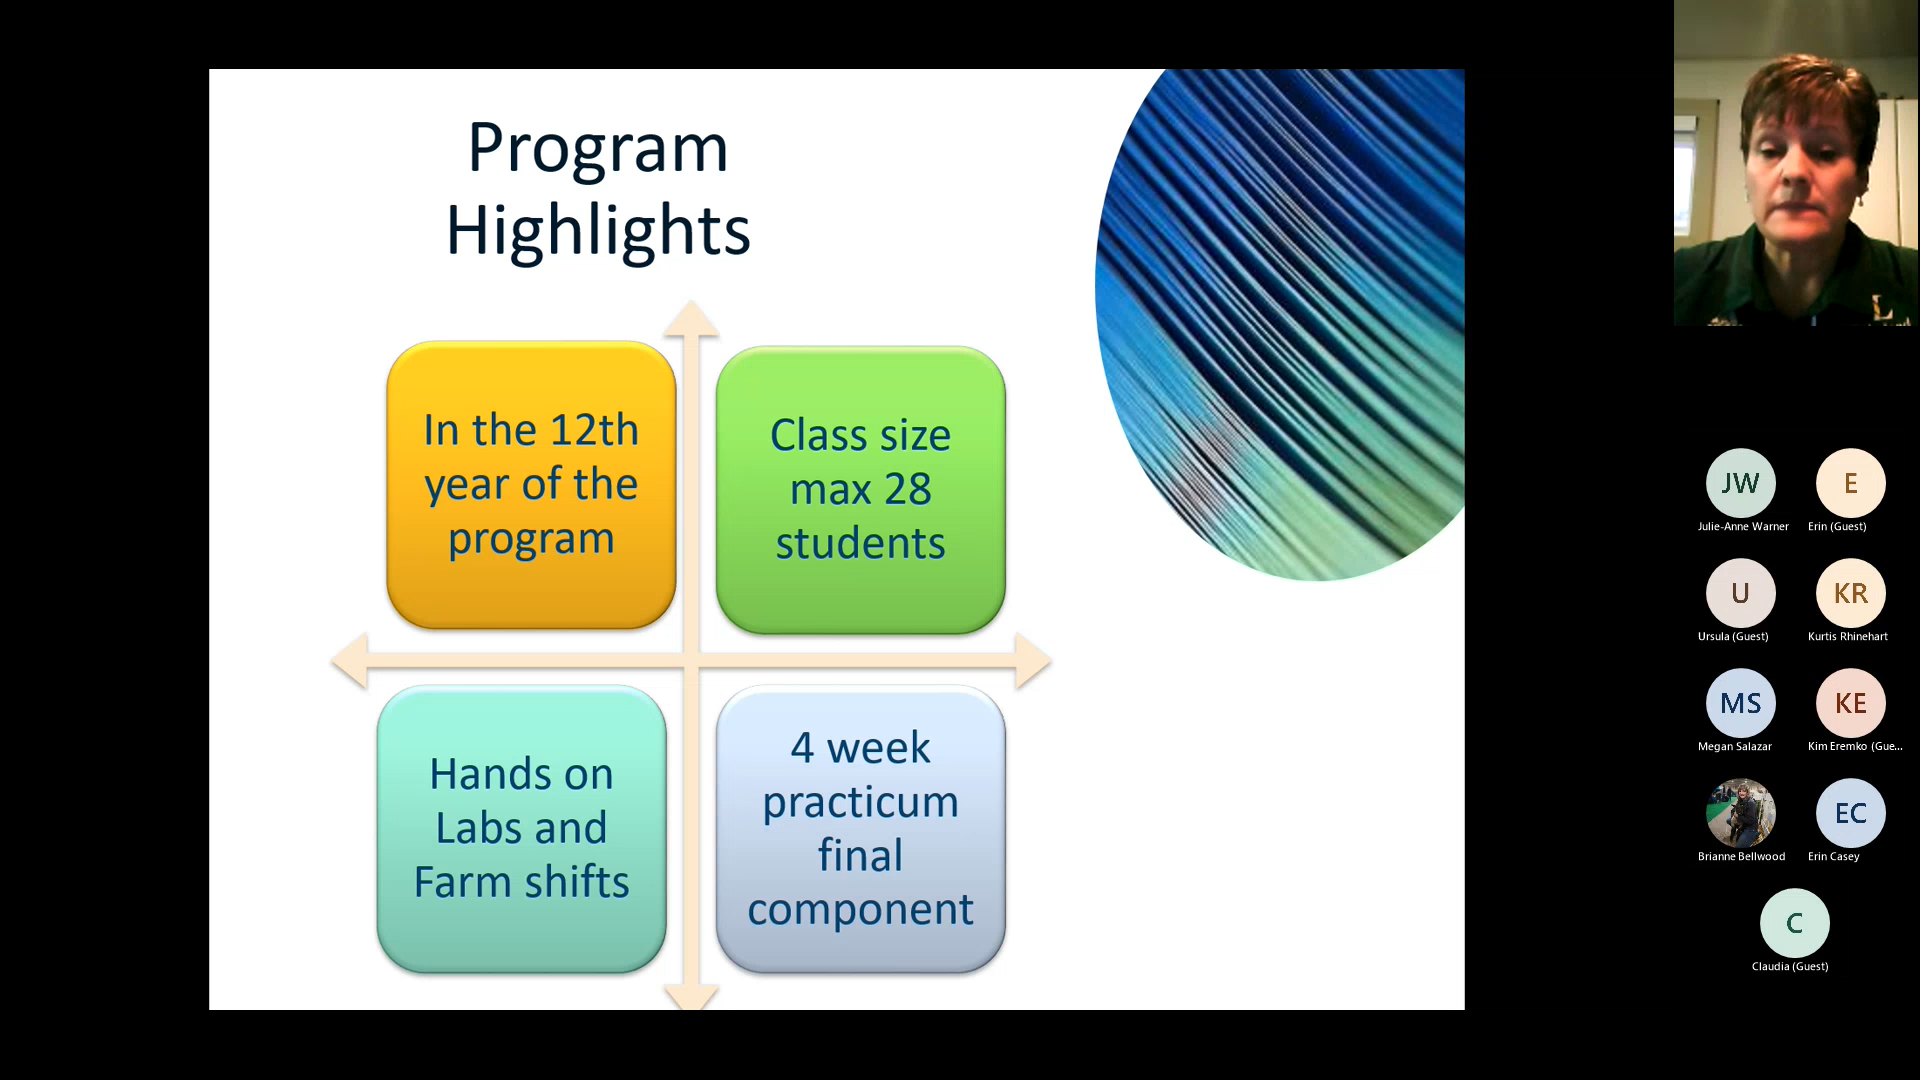 Program
Highlights
In the 12th
year of the
program
Class size
max 28
students
Hands on
Labs and
Farm shifts
4 week
practicum
final
component
L
JW
E
Julie-Anne Warner
Erin (Guest)
U
KR
Ursula (Guest)
Kurtis Rhinehart
MS
KE
Megan Salazar
Kim Eremko (Gue...
EC
Brianne Bellwood
Erin Casey
C
Claudia (Guest)